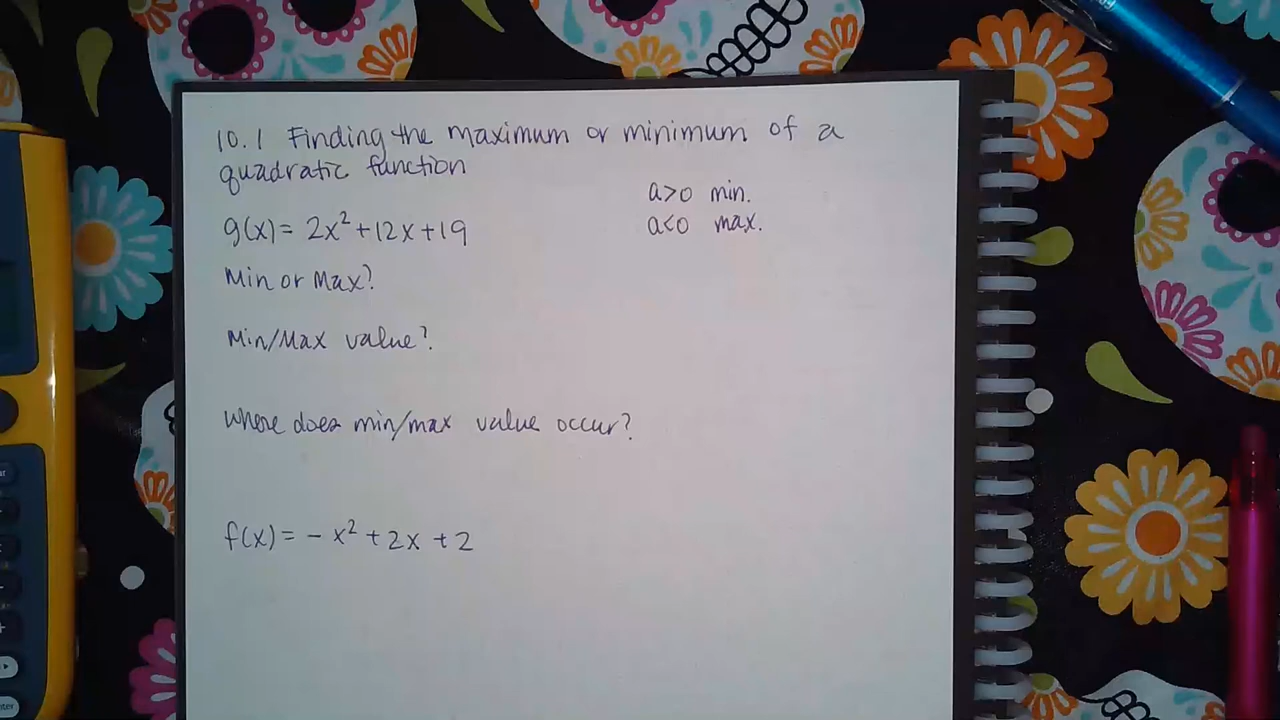 10.1 Finding the maximum or minimum of a
quadratic function
a>0 min.
a<0 max.
g(x)= 2x²+12x+19
Min or Max?
Min/Max value?
Where does min/max value occur?
f(x)= -x²+2x+2